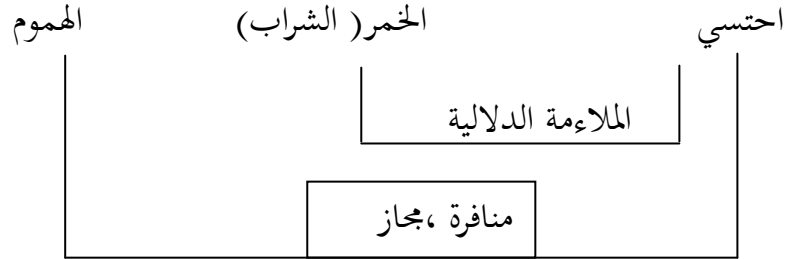 احتسي الخمر( الشراب) الهموم
الملاءمة الدلالية
منافرة ،مجاز